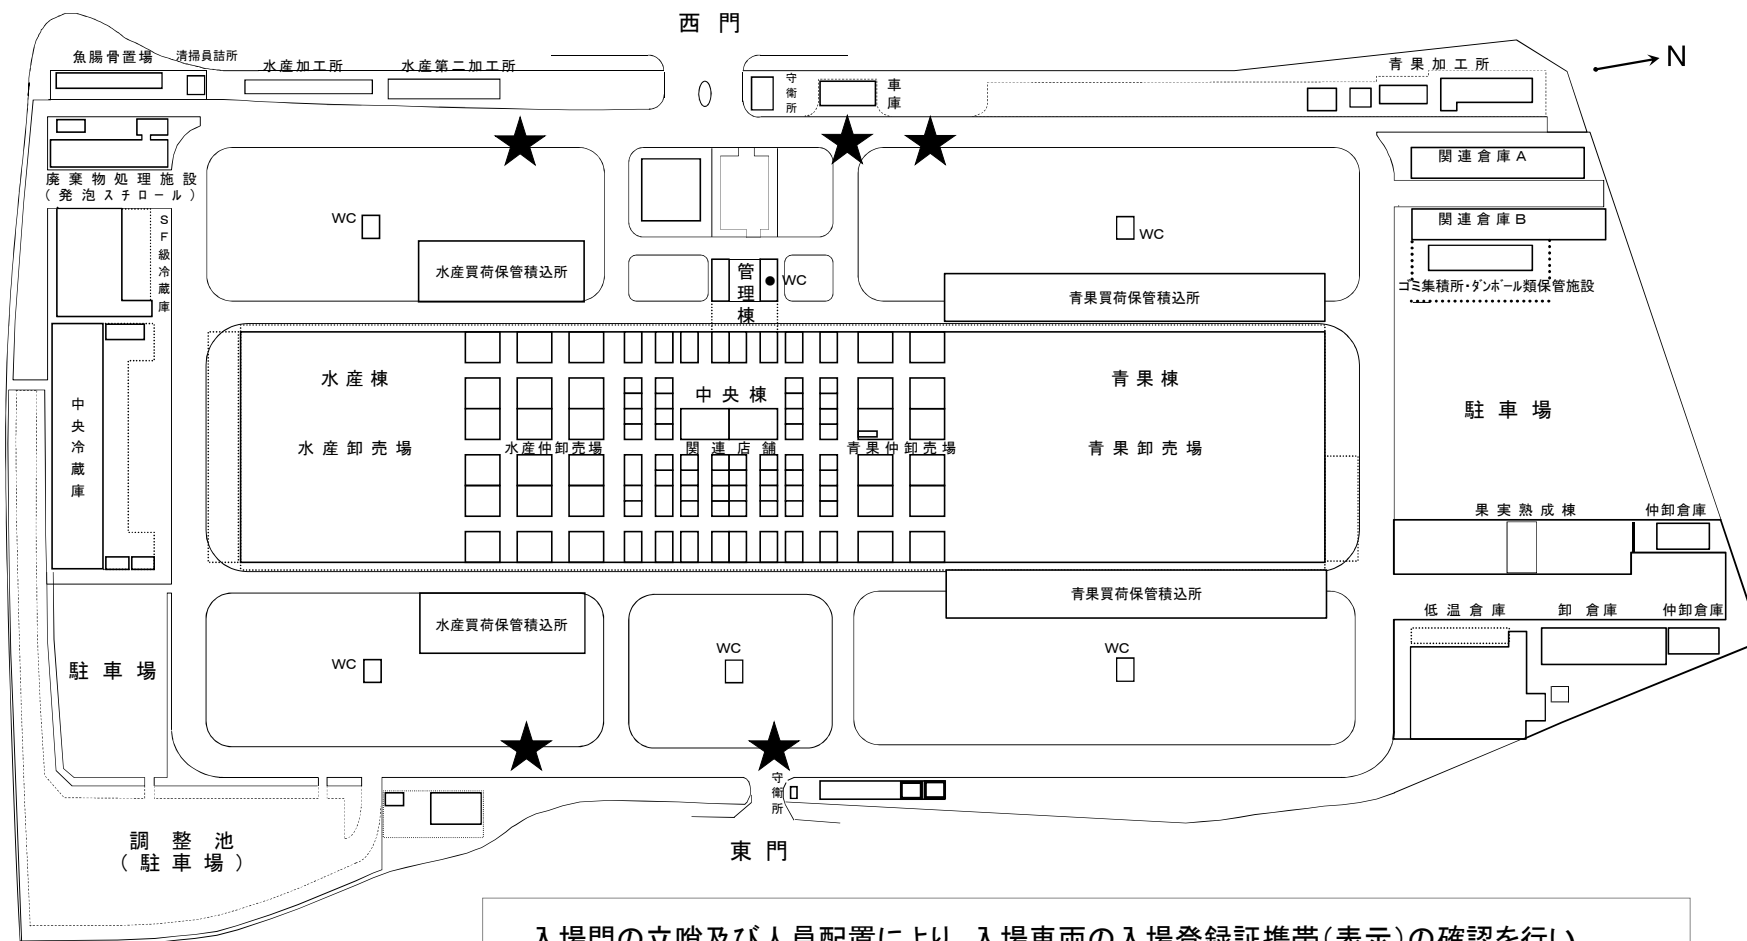 西門
N
魚腸骨置場
清掃員詰所
水産加工所
水産第二加工所
守衛所
車庫
青果加工所
廃棄物処理施設
(発泡スチロール)
関連倉庫A
関連倉庫B
ゴミ集積所・ダンボール類保管施設
SF級冷蔵庫
WC
水産買荷保管積込所
管理棟
WC
WC
青果買荷保管積込所
中央冷蔵庫
水産棟
中央棟
青果棟
駐車場
水産卸売場
水産仲卸売場
関連店舗
青果仲卸売場
青果卸売場
果実熟成棟
仲卸倉庫
青果買荷保管積込所
低温倉庫
卸倉庫
仲卸倉庫
水産買荷保管積込所
WC
WC
WC
駐車場
守衛所
調整池
(駐車場)
東門